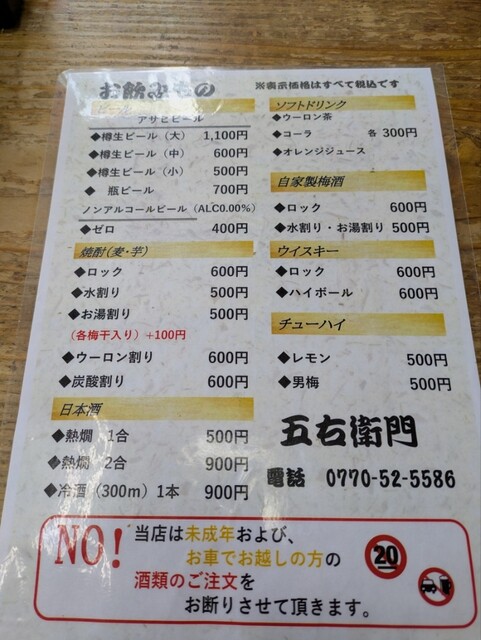 お飲みもの
※表示価格はすべて税込です
ビール
アサヒビール
◆樽生ビール（大） 1,100円
◆樽生ビール（中） 600円
◆樽生ビール（小） 500円
◆ 瓶ビール 700円
ノンアルコールビール（ALC0.00%）
◆ゼロ 400円
焼酎（麦・芋）
◆ロック 600円
◆水割り 500円
◆お湯割り 500円
（各梅干入り）+100円
◆ウーロン割り 600円
◆炭酸割り 600円
日本酒
◆熱燗 1合 500円
◆熱燗 2合 900円
◆冷酒（300m）1本 900円
ソフトドリンク
◆ウーロン茶
◆コーラ 各 300円
◆オレンジジュース
自家製梅酒
◆ロック 600円
◆水割り・お湯割り 500円
ウイスキー
◆ロック 600円
◆ハイボール 600円
チューハイ
◆レモン 500円
◆男梅 500円
五右衛門
電話 0770-52-5586
NO！ 当店は未成年および、
お車でお越しの方の
酒類のご注文を
お断りさせて頂きます。
20